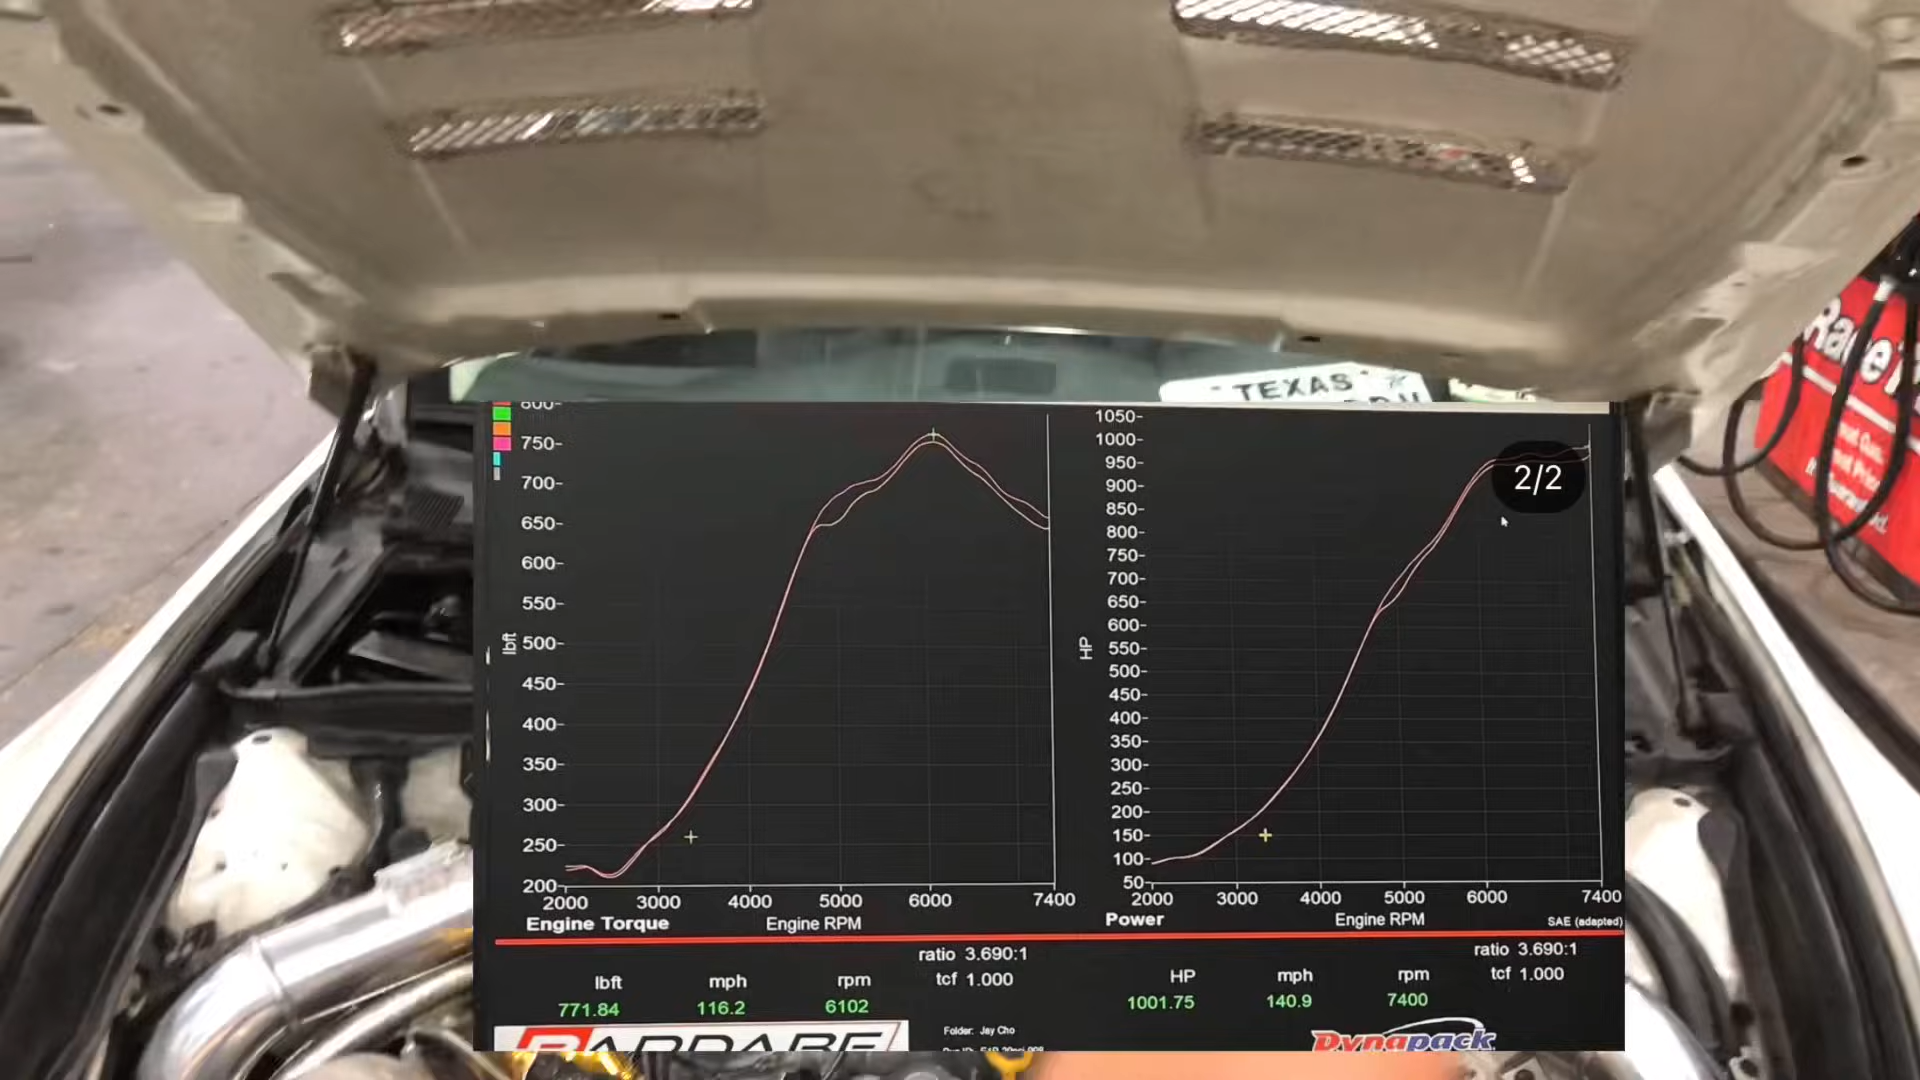 TEXAS
Race
800-
750-
700-
650-
600-
550-
500-
450-
400-
350-
300-
250-
200-
lbft
2000 3000 4000 5000 6000 7400
Engine Torque Engine RPM
1050-
1000-
950-
900-
850-
800-
750-
700-
650-
600-
550-
500-
450-
400-
350-
300-
250-
200-
150-
100-
50-
HP
2/2
2000 3000 4000 5000 6000 7400
Power Engine RPM SAE (adapted)
ratio 3.690:1
tcf 1.000
lbft mph rpm
771.84 116.2 6102
ratio 3.690:1
tcf 1.000
HP mph rpm
1001.75 140.9 7400
Folder: Jay Cho
Dynapack